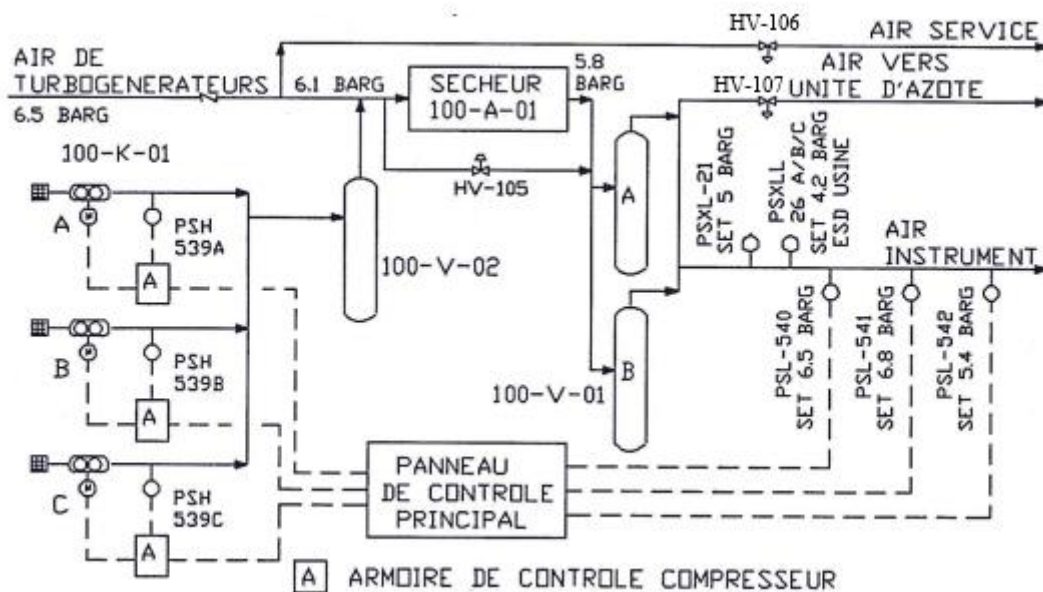 HV-106
AIR SERVICE
AIR DE
TURBOGENERATEURS
6.5 BARG
6.1 BARG
SECHEUR
100-A-01
5.8
BARG
AIR VERS
HV-107
UNITE D'AZOTE
100-K-01
HV-105
A
PSH
539A
A
100-V-02
A
PSXL-21
SET 5 BARG
PSXLL
26 A/B/C
SET 4.2 BARG
ESD USINE
AIR
INSTRUMENT
B
PSH
539B
A
100-V-01
B
PSL-540
SET 6.5 BARG
PSL-541
SET 6.8 BARG
PSL-542
SET 5.4 BARG
C
PSH
539C
A
PANNEAU
DE CONTROLE
PRINCIPAL
A ARMOIRE DE CONTROLE COMPRESSEUR